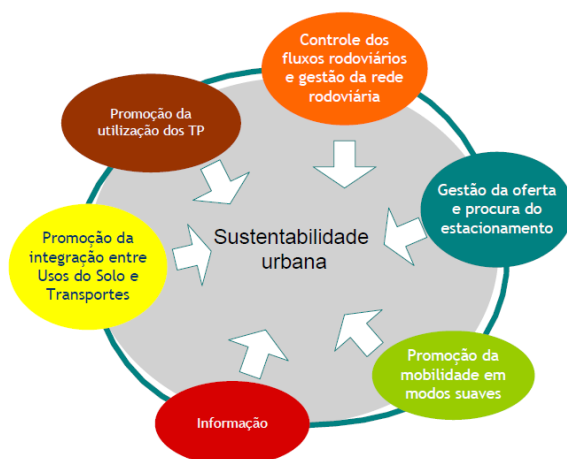 Controle dos
fluxos rodoviários
e gestão da rede
rodoviária
Promoção da
utilização dos TP
Gestão da oferta
e procura do
estacionamento
Sustentabilidade
urbana
Promoção da
integração entre
Usos do Solo e
Transportes
Promoção da
mobilidade em
modos suaves
Informação